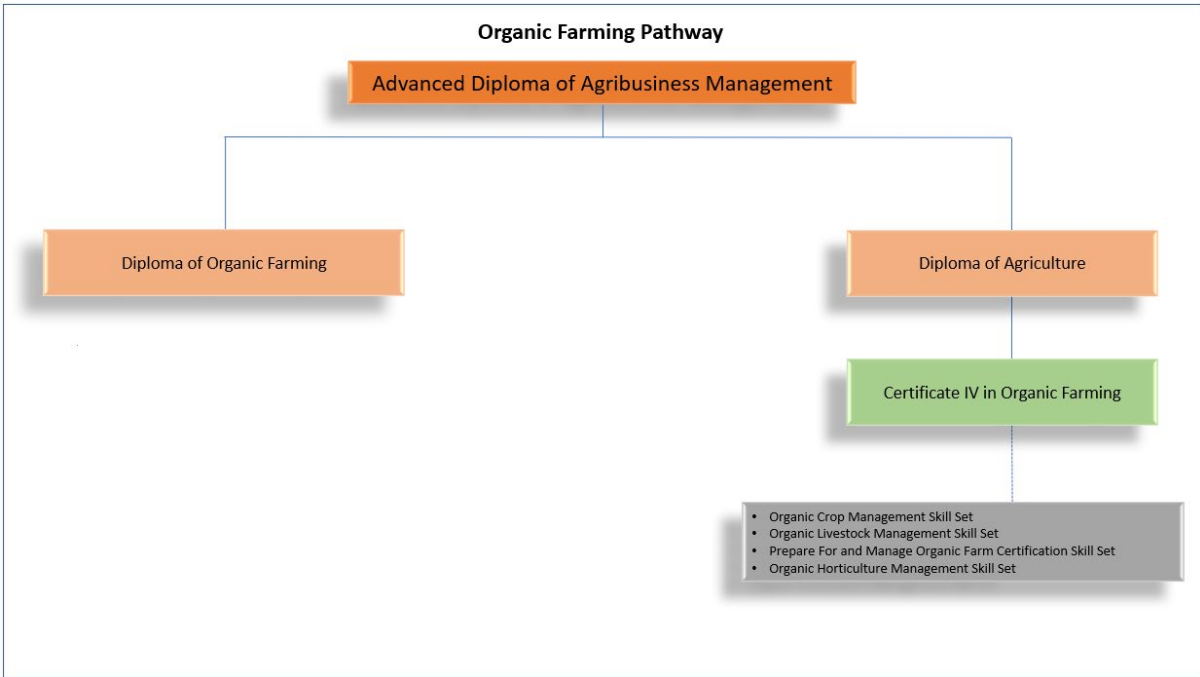 Organic Farming Pathway
Advanced Diploma of Agribusiness Management
Diploma of Organic Farming
Diploma of Agriculture
Certificate IV in Organic Farming
• Organic Crop Management Skill Set
• Organic Livestock Management Skill Set
• Prepare For and Manage Organic Farm Certification Skill Set
• Organic Horticulture Management Skill Set